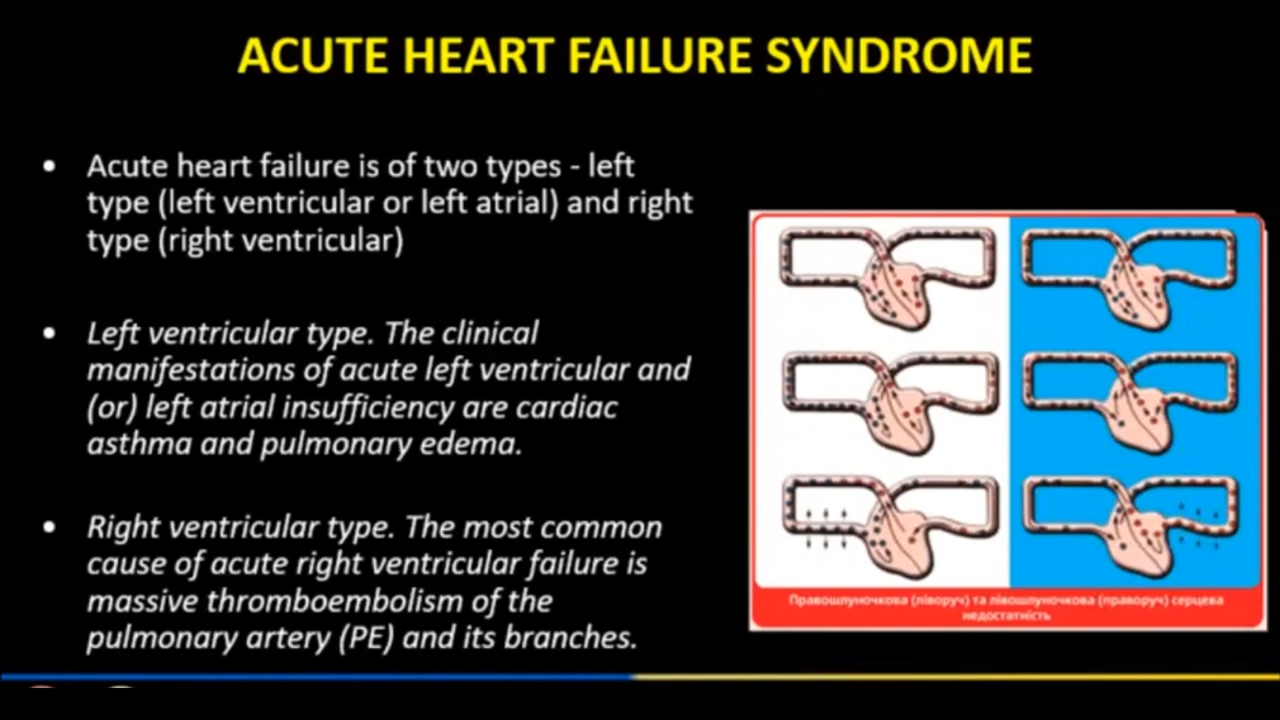 ACUTE HEART FAILURE SYNDROME
• Acute heart failure is of two types - left
type (left ventricular or left atrial) and right
type (right ventricular)
• Left ventricular type. The clinical
manifestations of acute left ventricular and
(or) left atrial insufficiency are cardiac
asthma and pulmonary edema.
• Right ventricular type. The most common
cause of acute right ventricular failure is
massive thromboembolism of the
pulmonary artery (PE) and its branches.
Правошлуночкова (ліворуч) та лівошлуночкова (праворуч) серцева
недостатність